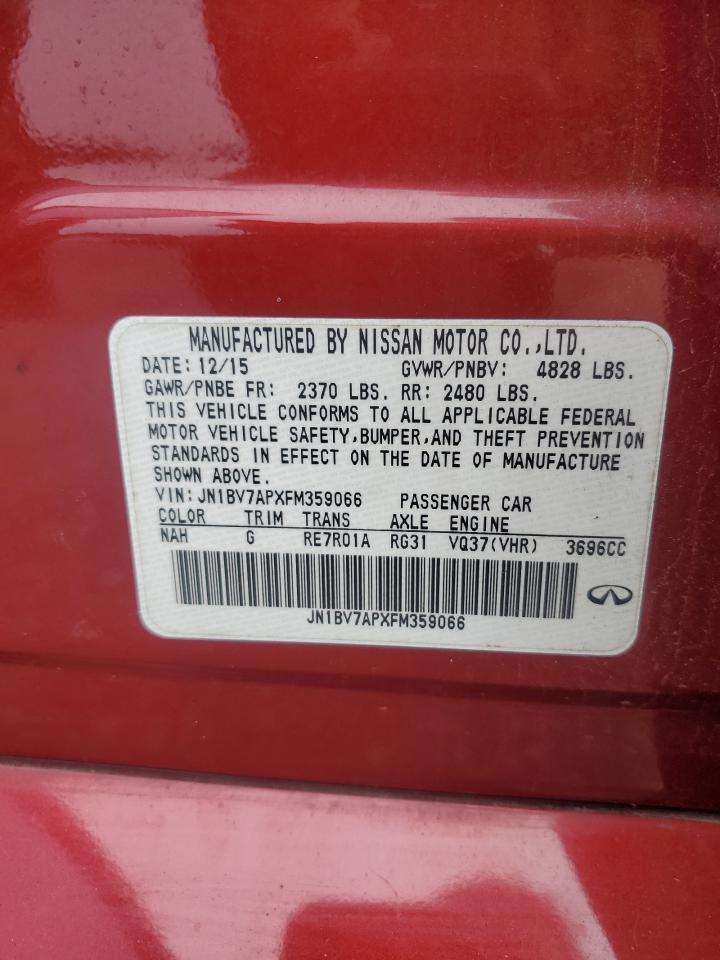 MANUFACTURED BY NISSAN MOTOR CO.,LTD.
DATE: 12/15 GVWR/PNBV: 4828 LBS.
GAWR/PNBE FR: 2370 LBS. RR: 2480 LBS.
THIS VEHICLE CONFORMS TO ALL APPLICABLE FEDERAL
MOTOR VEHICLE SAFETY,BUMPER,AND THEFT PREVENTION
STANDARDS IN EFFECT ON THE DATE OF MANUFACTURE
SHOWN ABOVE.
VIN: JN1BV7APXFM359066 PASSENGER CAR
COLOR TRIM TRANS AXLE ENGINE
NAH G RE7R01A RG31 VQ37(VHR) 3696CC
JN1BV7APXFM359066